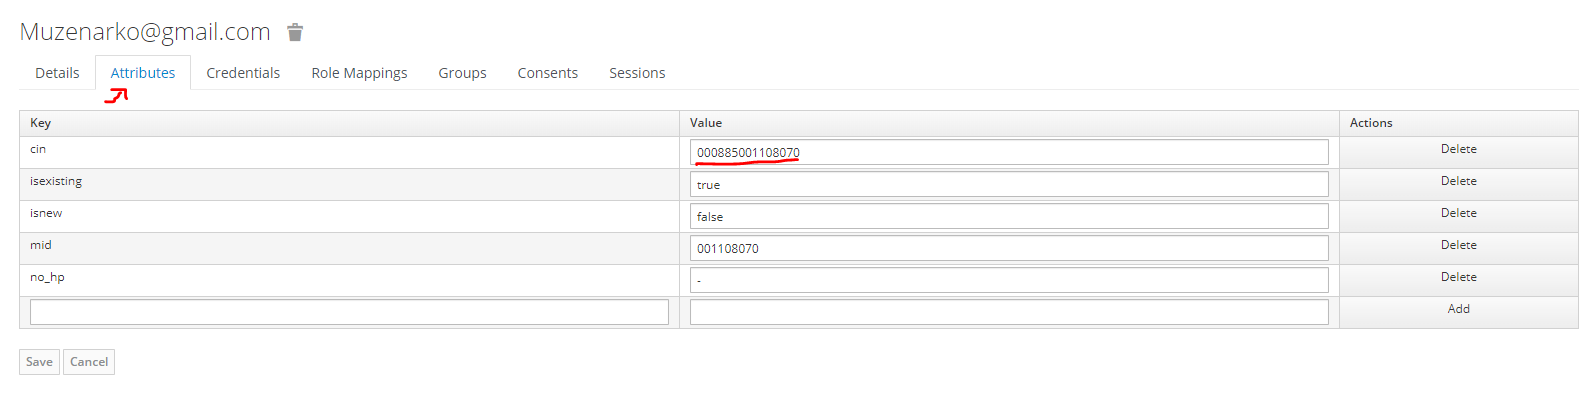 Muzenarko@gmail.com
Details Attributes Credentials Role Mappings Groups Consents Sessions
Key Value Actions
cin 000885001108070 Delete
isexisting true Delete
isnew false Delete
mid 001108070 Delete
no_hp - Delete
Add
Save Cancel